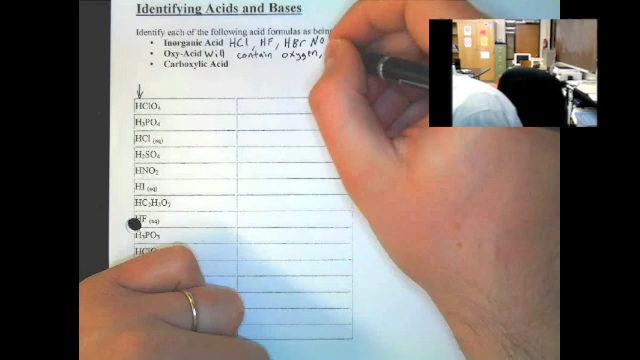 Identifying Acids and Bases
Identify each of the following acid formulas as being
• Inorganic Acid HCl, HF, HBr No
• Oxy-Acid Will contain oxygen,
• Carboxylic Acid
HClO₄
H₃PO₄
HCl (aq)
H₂SO₄
HNO₂
HI (aq)
HC₂H₃O₂
HF (aq)
H₃PO₃